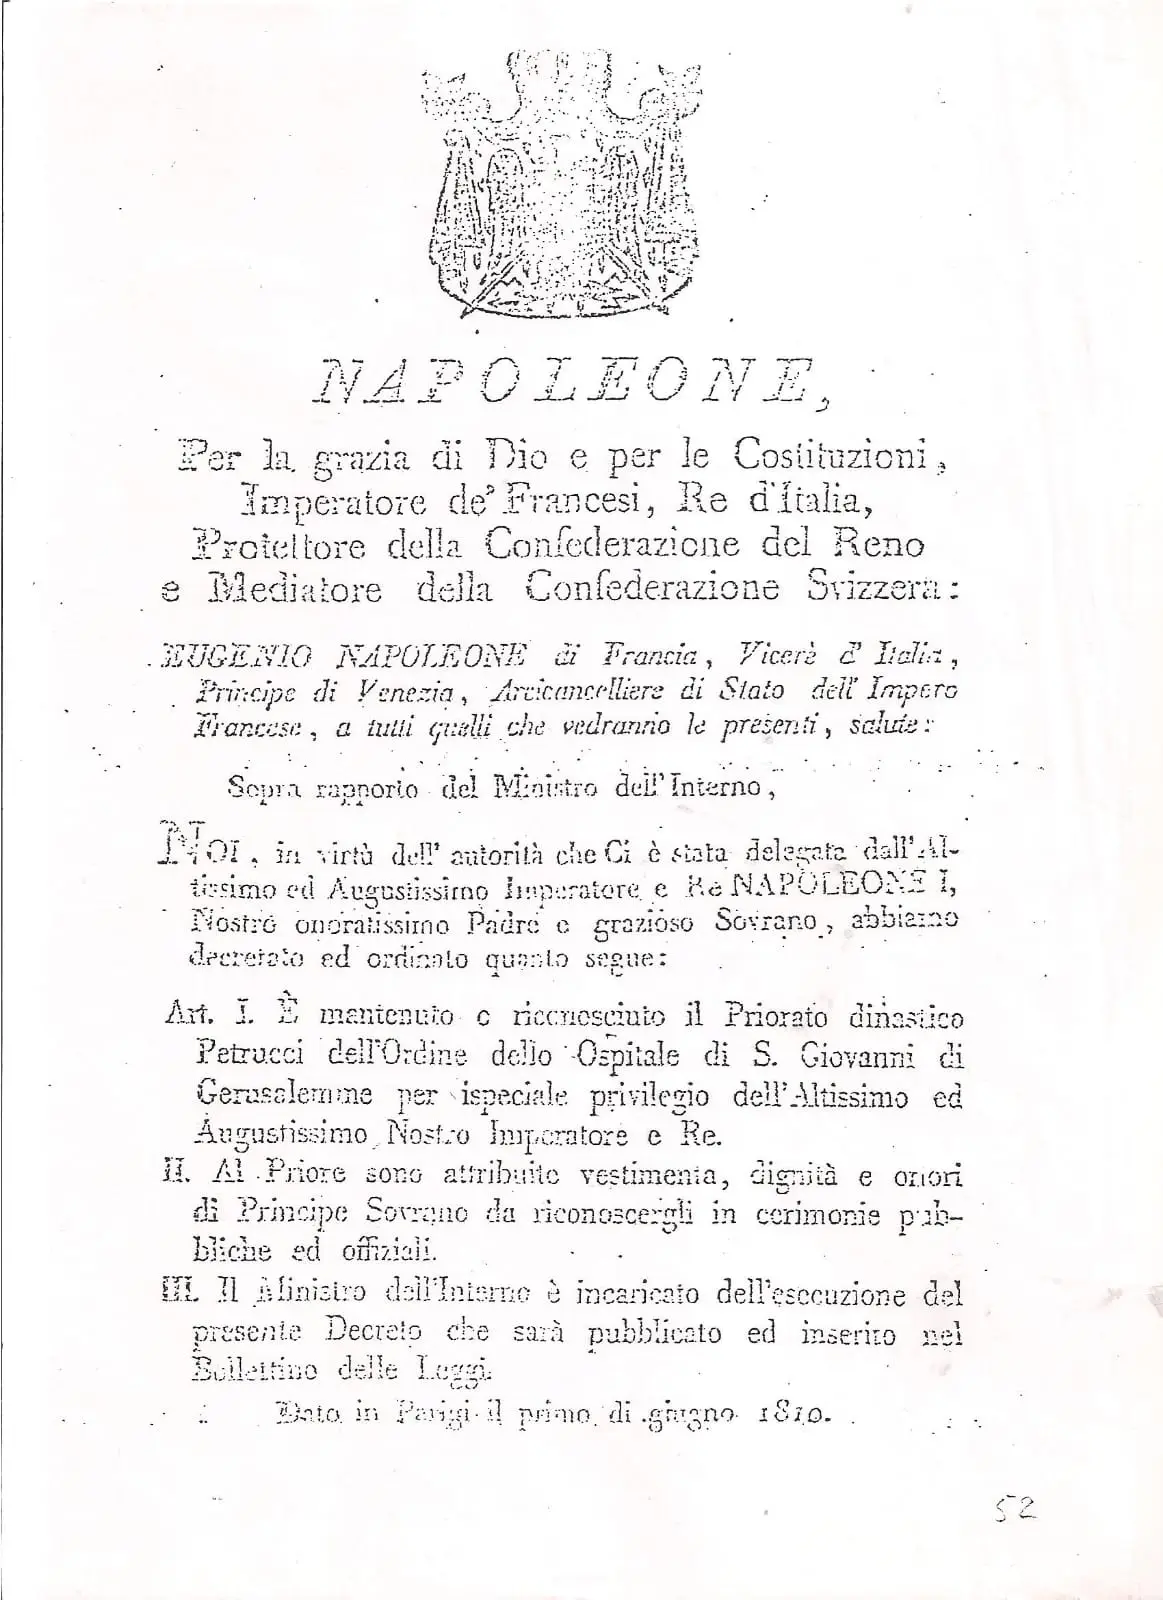 NAPOLEONE,
Per la grazia di Dio e per le Costituzioni,
Imperatore de' Francesi, Re d'Italia,
Protettore della Confederazione del Reno
e Mediatore della Confederazione Svizzera:
EUGENIO NAPOLEONE di Francia, Vicerè d'Italia,
Principe di Venezia, Arcicancelliere di Stato dell'Impero
Francese, a tutti quelli che vedranno le presenti, salute:
Sopra rapporto del Ministro dell'Interno,
NOI, in virtù dell'autorità che Ci è stata delegata dall'Al-
tissimo ed Augustissimo Imperatore e Re NAPOLEONE I,
Nostro onoratissimo Padre e grazioso Sovrano, abbiamo
decretato ed ordinato quanto segue:
Art. I. È mantenuto e riconosciuto il Priorato dinastico
Petrucci dell'Ordine dello Ospitale di S. Giovanni di
Gerusalemme per ispeciale privilegio dell'Altissimo ed
Augustissimo Nostro Imperatore e Re.
II. Al Priore sono attribuite vestimenta, dignità e onori
di Principe Sovrano da riconoscergli in cerimonie pub-
bliche ed offiziali.
III. Il Ministro dell'Interno è incaricato dell'esecuzione del
presente Decreto che sarà pubblicato ed inserito nel
Bollettino delle Leggi.
Dato in Parigi il primo di giugno 1810.
52